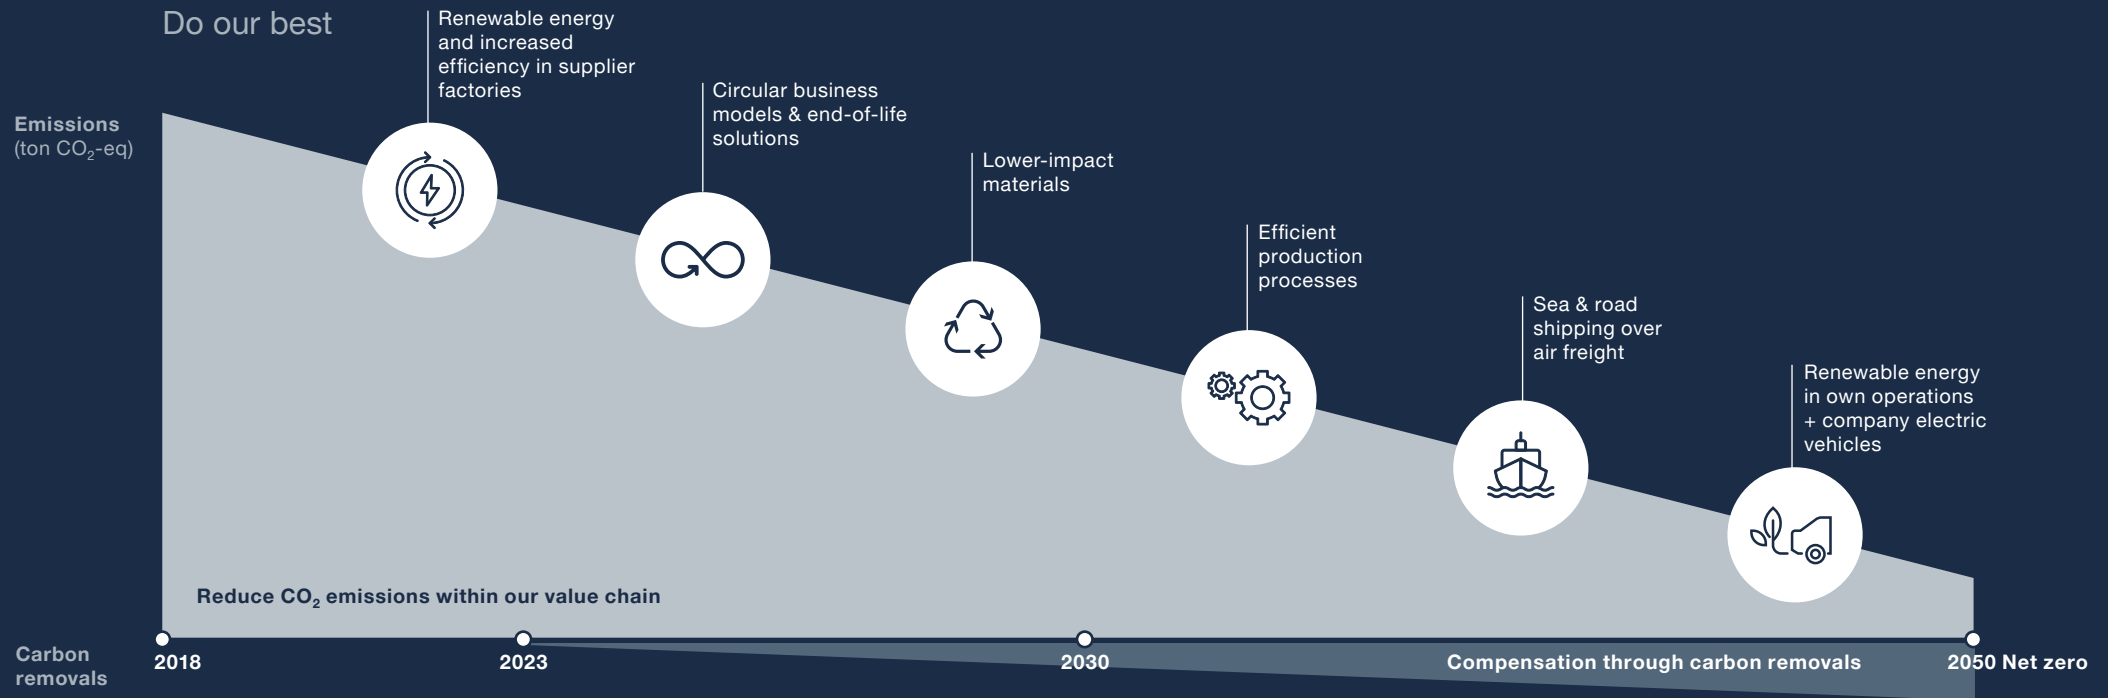 Do our best
Renewable energy
and increased
efficiency in supplier
factories
Circular business
models & end-of-life
solutions
Emissions
(ton CO₂-eq)
Lower-impact
materials
Efficient
production
processes
Sea & road
shipping over
air freight
Renewable energy
in own operations
+ company electric
vehicles
Reduce CO₂ emissions within our value chain
Carbon
removals
2018
2023
2030
Compensation through carbon removals
2050 Net zero